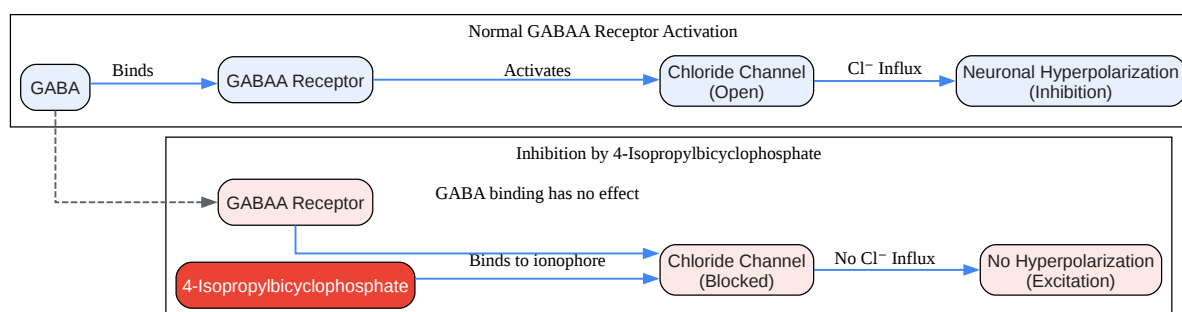 Normal GABAA Receptor Activation
GABA
Binds
GABAA Receptor
Activates
Chloride Channel
(Open)
Cl⁻ Influx
Neuronal Hyperpolarization
(Inhibition)
Inhibition by 4-Isopropylbicyclophosphate
GABAA Receptor
GABA binding has no effect
4-Isopropylbicyclophosphate
Binds to ionophore
Chloride Channel
(Blocked)
No Cl⁻ Influx
No Hyperpolarization
(Excitation)